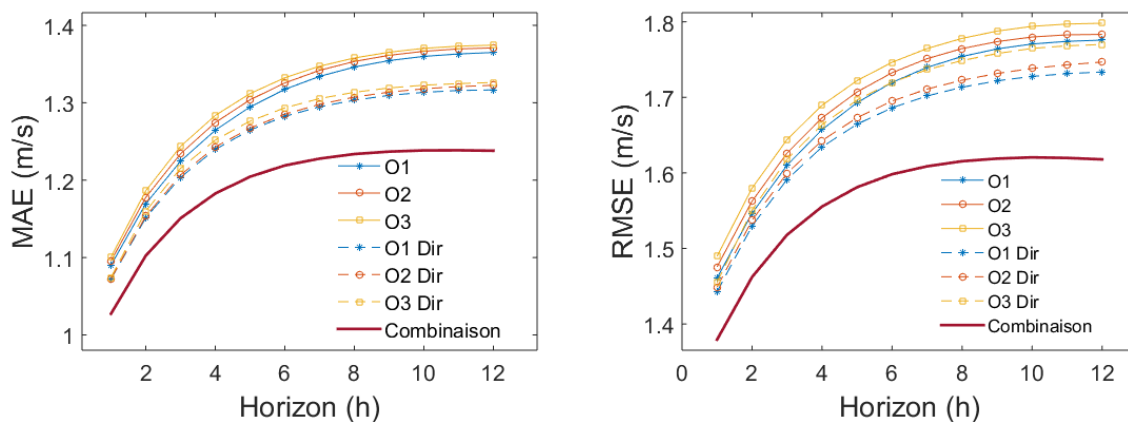 1.4
1.3
1.2
1.1
1
MAE (m/s)
2
4
6
8
10
12
Horizon (h)
O1
O2
O3
O1 Dir
O2 Dir
O3 Dir
Combinaison
1.8
1.7
1.6
1.5
1.4
RMSE (m/s)
0
2
4
6
8
10
12
Horizon (h)
O1
O2
O3
O1 Dir
O2 Dir
O3 Dir
Combinaison